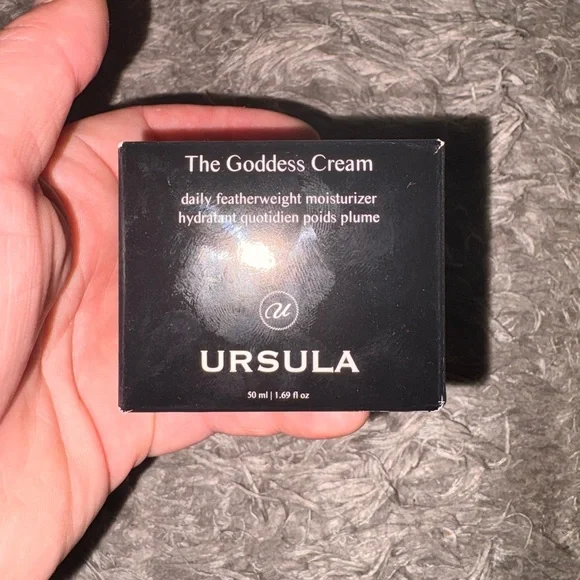 The Goddess Cream
daily featherweight moisturizer
hydratant quotidien poids plume
U
URSULA
50 ml | 1.69 fl oz